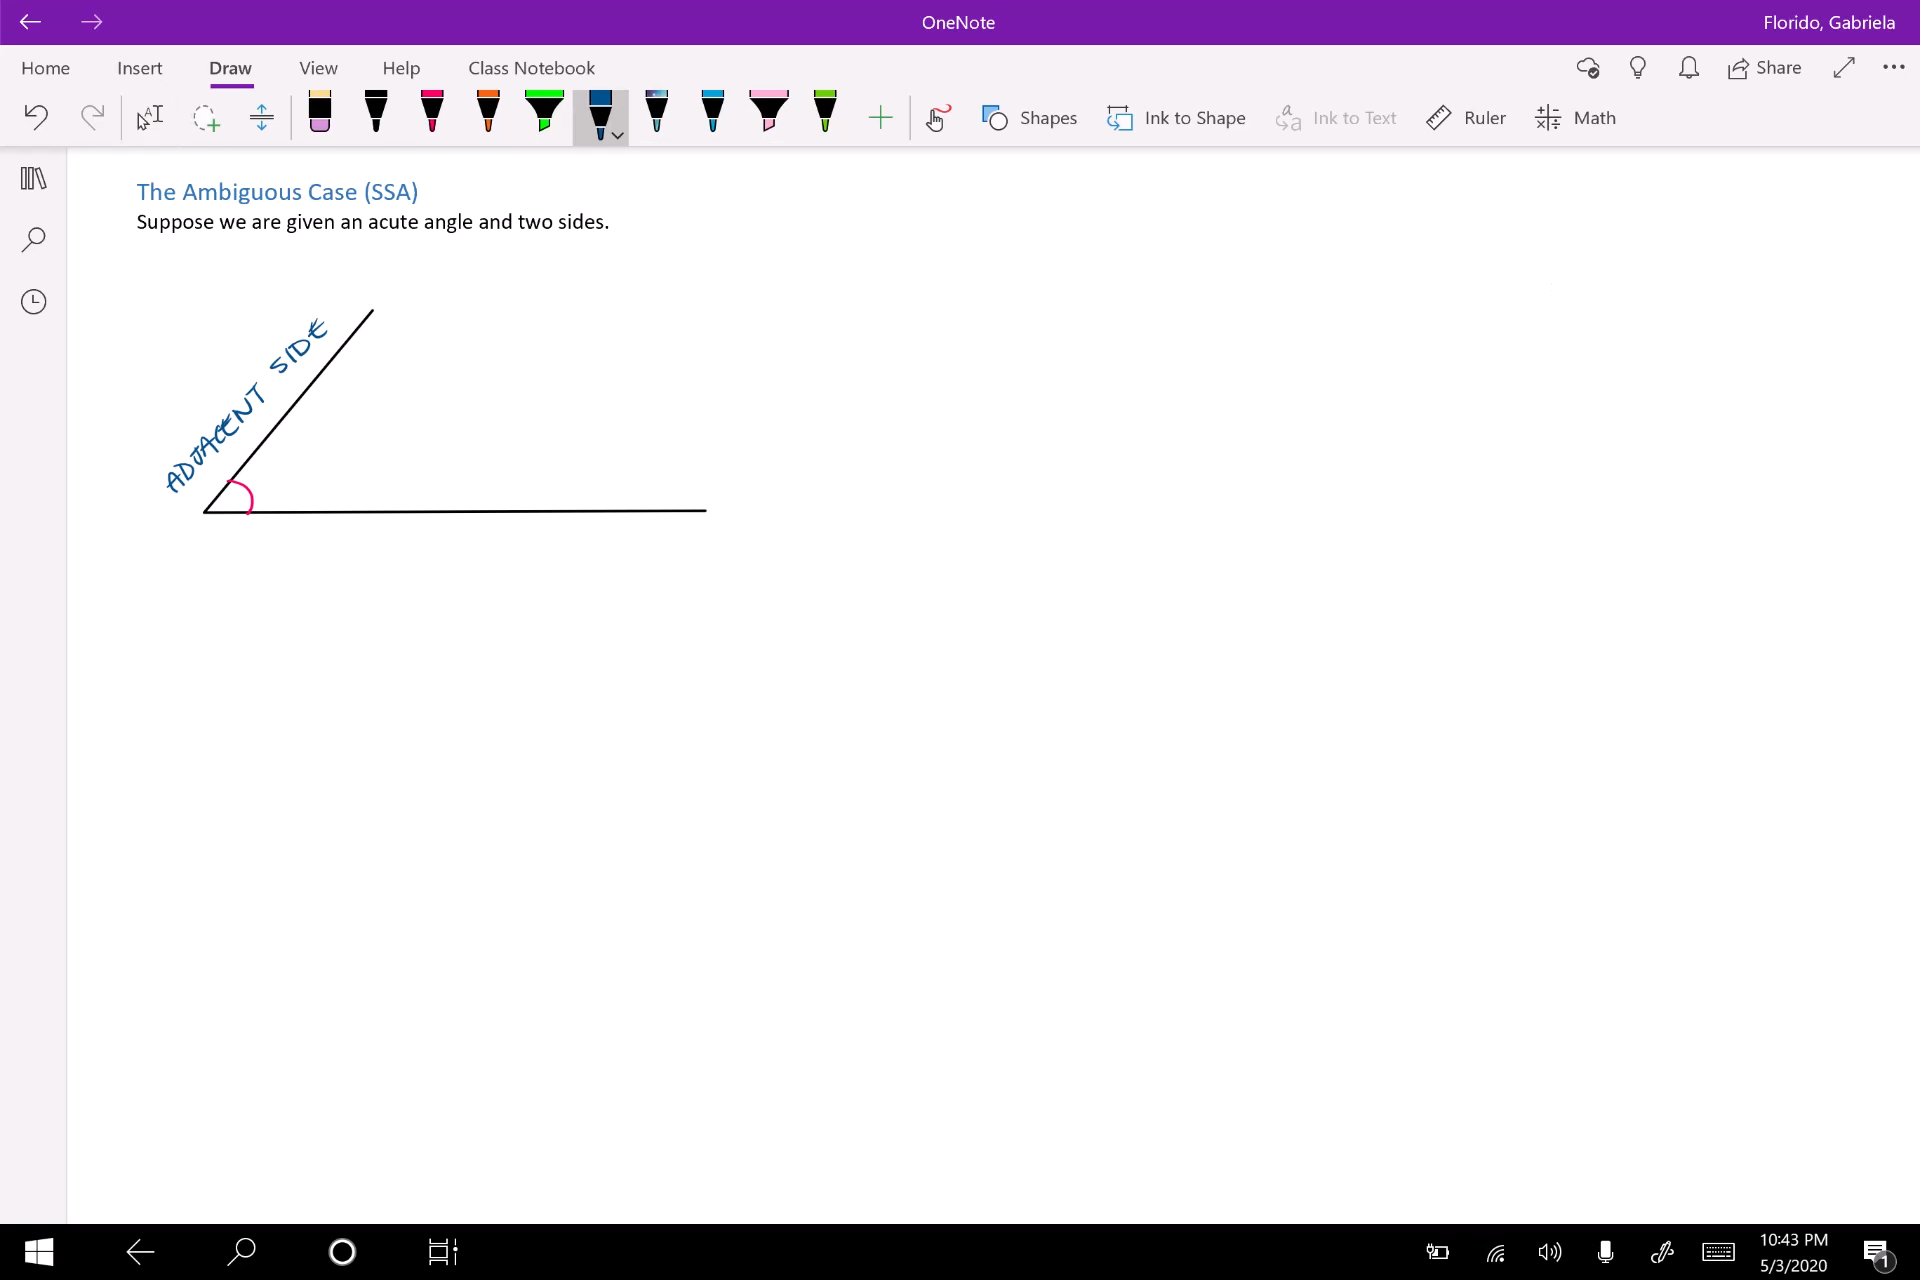 OneNote
Florido, Gabriela
Home Insert Draw View Help Class Notebook Share
Shapes Ink to Shape Ink to Text Ruler Math
The Ambiguous Case (SSA)
Suppose we are given an acute angle and two sides.
ADJACENT SIDE
10:43 PM
5/3/2020
1